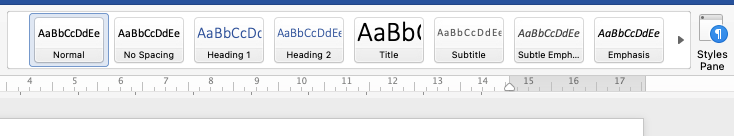 AaBbCcDdEe AaBbCcDdEe AaBbCcDc AaBbCcDdEe AaBb AaBbCcDdEe AaBbCcDdEe AaBbCcDdEe
Normal No Spacing Heading 1 Heading 2 Title Subtitle Subtle Emph... Emphasis
Styles
Pane
4 5 6 7 8 9 10 11 12 13 14 15 16 17